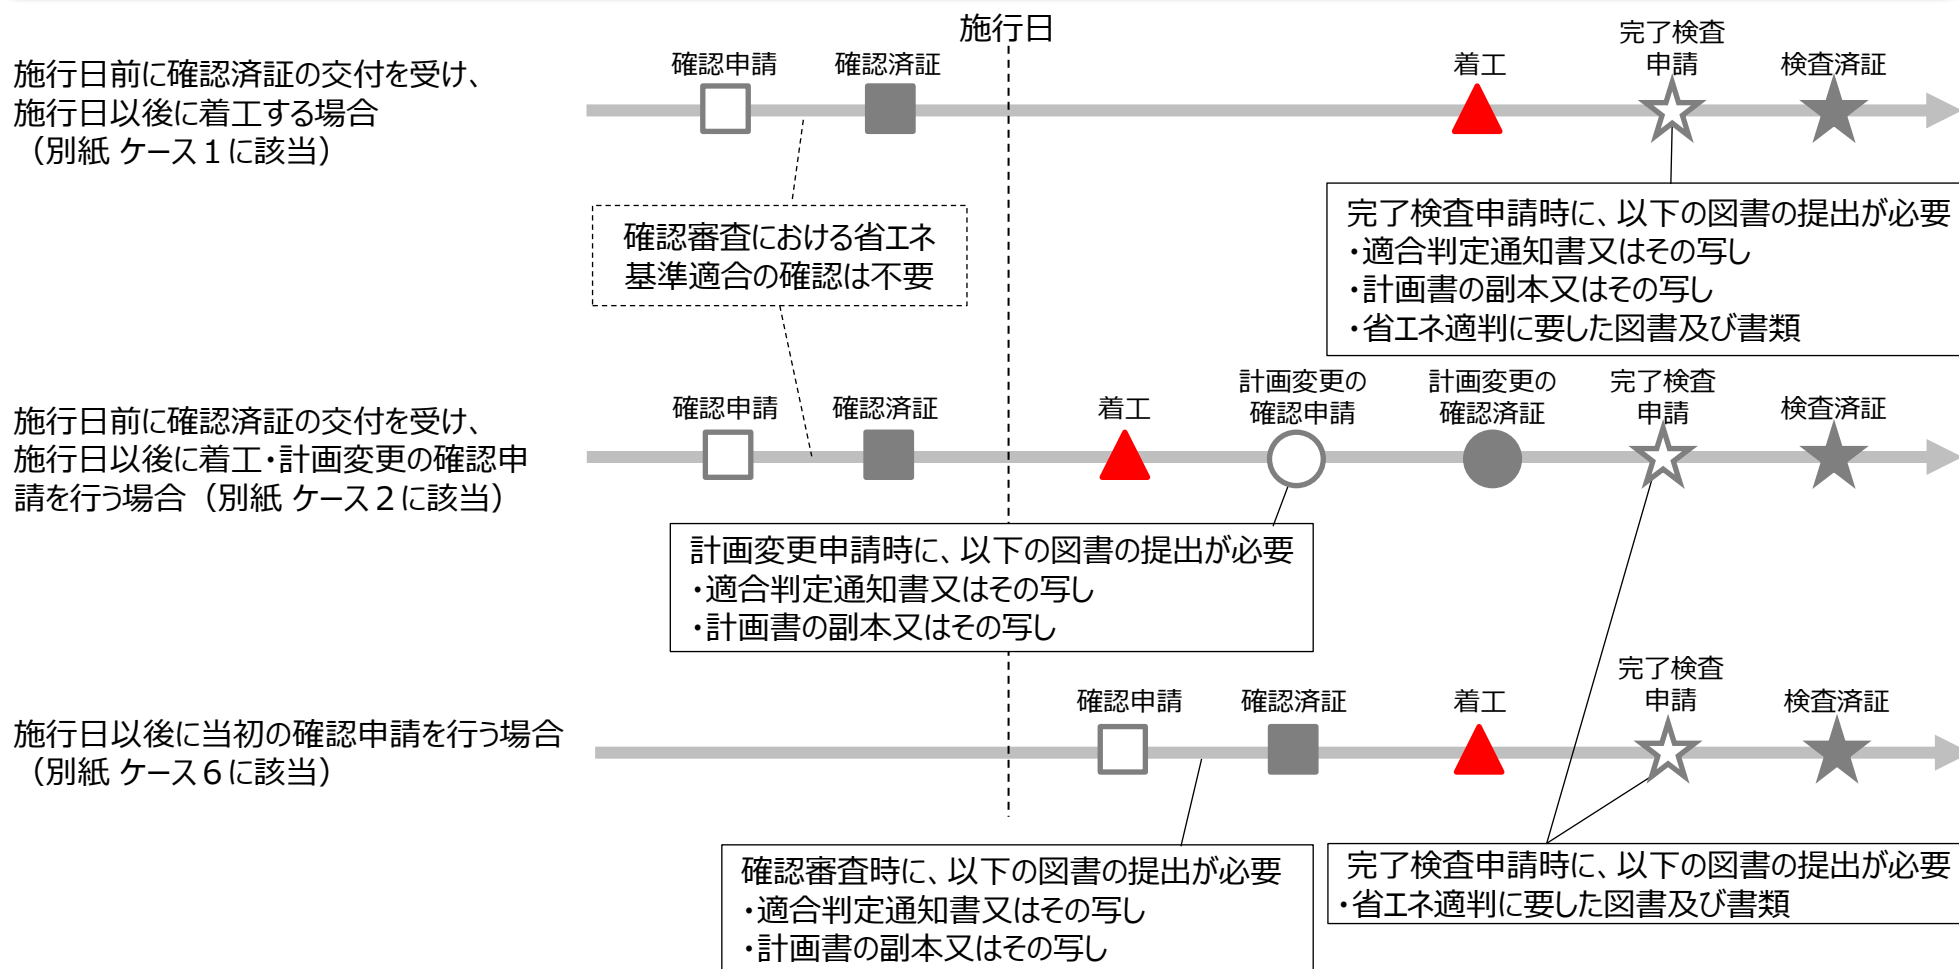 施行日
施行日前に確認済証の交付を受け、
施行日以後に着工する場合
（別紙 ケース１に該当）
確認申請
確認済証
着工
完了検査
申請
検査済証
確認審査における省エネ
基準適合の確認は不要
完了検査申請時に、以下の図書の提出が必要
・適合判定通知書又はその写し
・計画書の副本又はその写し
・省エネ適判に要した図書及び書類
施行日前に確認済証の交付を受け、
施行日以後に着工・計画変更の確認申
請を行う場合（別紙 ケース２に該当）
確認申請
確認済証
着工
計画変更の
確認申請
計画変更の
確認済証
完了検査
申請
検査済証
計画変更申請時に、以下の図書の提出が必要
・適合判定通知書又はその写し
・計画書の副本又はその写し
施行日以後に当初の確認申請を行う場合
（別紙 ケース６に該当）
確認申請
確認済証
着工
完了検査
申請
検査済証
確認審査時に、以下の図書の提出が必要
・適合判定通知書又はその写し
・計画書の副本又はその写し
完了検査申請時に、以下の図書の提出が必要
・省エネ適判に要した図書及び書類